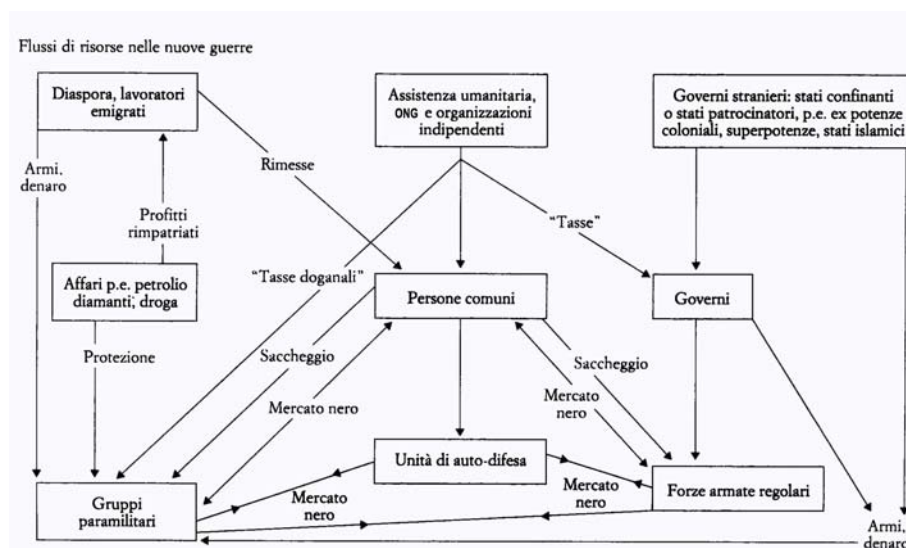 Flussi di risorse nelle nuove guerre
Diaspora, lavoratori
emigrati
Assistenza umanitaria,
ONG e organizzazioni
indipendenti
Governi stranieri: stati confinanti
o stati patrocinatori, p.e. ex potenze
coloniali, superpotenze, stati islamici
Armi,
denaro
Rimesse
Profitti
rimpatriati
"Tasse"
"Tasse doganali"
Affari p.e. petrolio
diamanti, droga
Persone comuni
Governi
Protezione
Saccheggio
Saccheggio
Mercato nero
Mercato
nero
Unità di auto-difesa
Gruppi
paramilitari
Mercato
nero
Mercato
nero
Forze armate regolari
Armi,
denaro